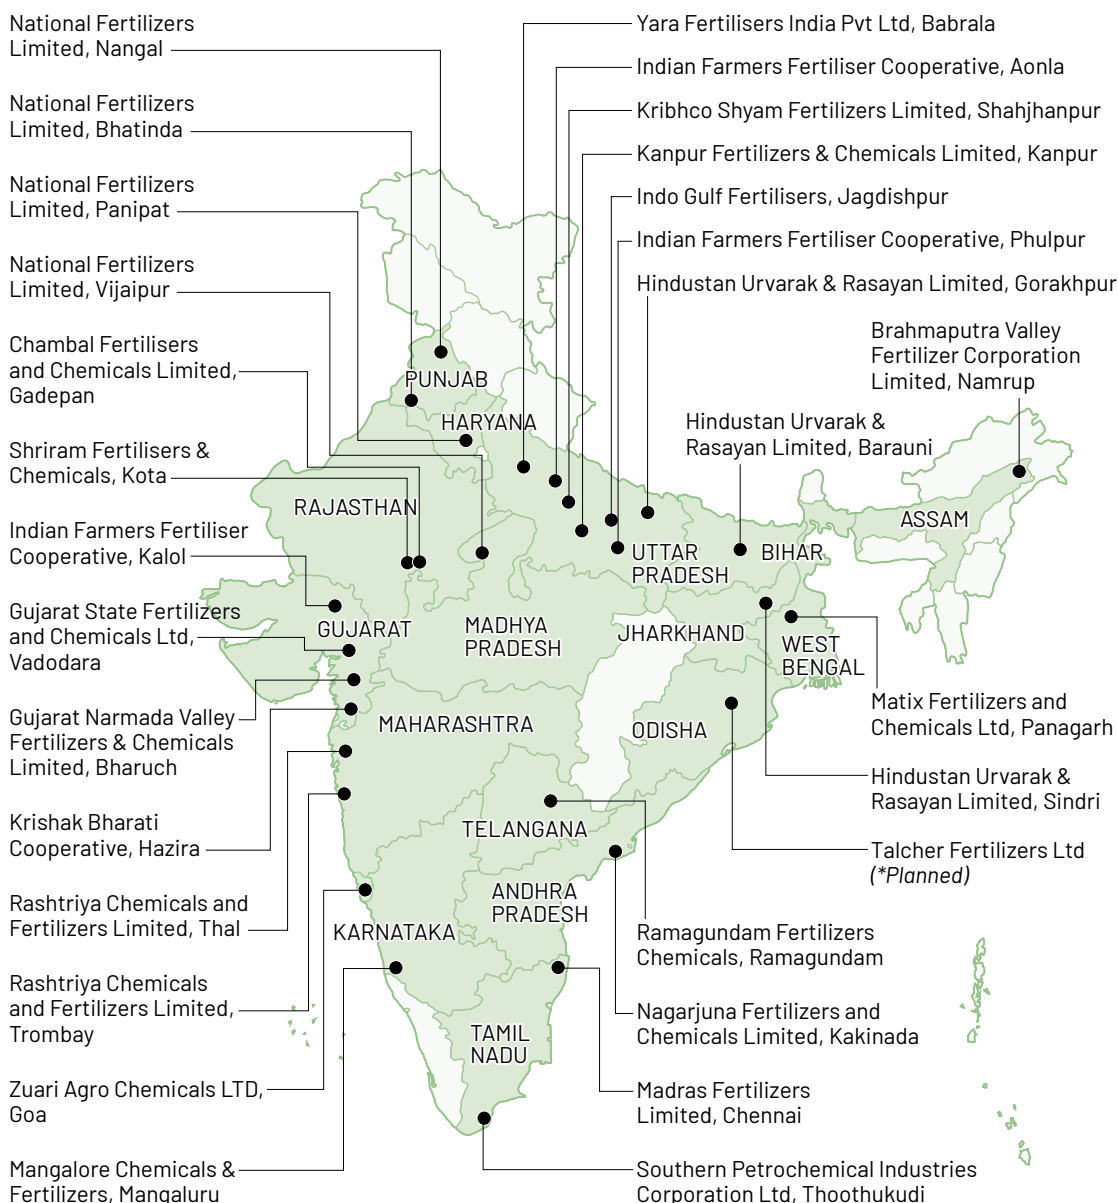 National Fertilizers
Limited, Nangal
National Fertilizers
Limited, Bhatinda
National Fertilizers
Limited, Panipat
National Fertilizers
Limited, Vijaipur
Chambal Fertilisers
and Chemicals Limited,
Gadepan
Shriram Fertilisers &
Chemicals, Kota
Indian Farmers Fertiliser
Cooperative, Kalol
Gujarat State Fertilizers
and Chemicals Ltd,
Vadodara
Gujarat Narmada Valley
Fertilizers & Chemicals
Limited, Bharuch
Krishak Bharati
Cooperative, Hazira
Rashtriya Chemicals and
Fertilizers Limited, Thal
Rashtriya Chemicals
and Fertilizers Limited,
Trombay
Zuari Agro Chemicals LTD,
Goa
Mangalore Chemicals &
Fertilizers, Mangaluru
Yara Fertilisers India Pvt Ltd, Babrala
Indian Farmers Fertiliser Cooperative, Aonla
Kribhco Shyam Fertilizers Limited, Shahjhanpur
Kanpur Fertilizers & Chemicals Limited, Kanpur
Indo Gulf Fertilisers, Jagdishpur
Indian Farmers Fertiliser Cooperative, Phulpur
Hindustan Urvarak & Rasayan Limited, Gorakhpur
Brahmaputra Valley
Fertilizer Corporation
Limited, Namrup
Hindustan Urvarak &
Rasayan Limited, Barauni
PUNJAB
HARYANA
RAJASTHAN
ASSAM
UTTAR
PRADESH
BIHAR
GUJARAT
MADHYA
PRADESH
JHARKHAND
WEST
BENGAL
MAHARASHTRA
ODISHA
TELANGANA
ANDHRA
PRADESH
KARNATAKA
TAMIL
NADU
Matix Fertilizers and
Chemicals Ltd, Panagarh
Hindustan Urvarak &
Rasayan Limited, Sindri
Talcher Fertilizers Ltd
(*Planned)
Ramagundam Fertilizers
Chemicals, Ramagundam
Nagarjuna Fertilizers and
Chemicals Limited, Kakinada
Madras Fertilizers
Limited, Chennai
Southern Petrochemical Industries
Corporation Ltd, Thoothukudi